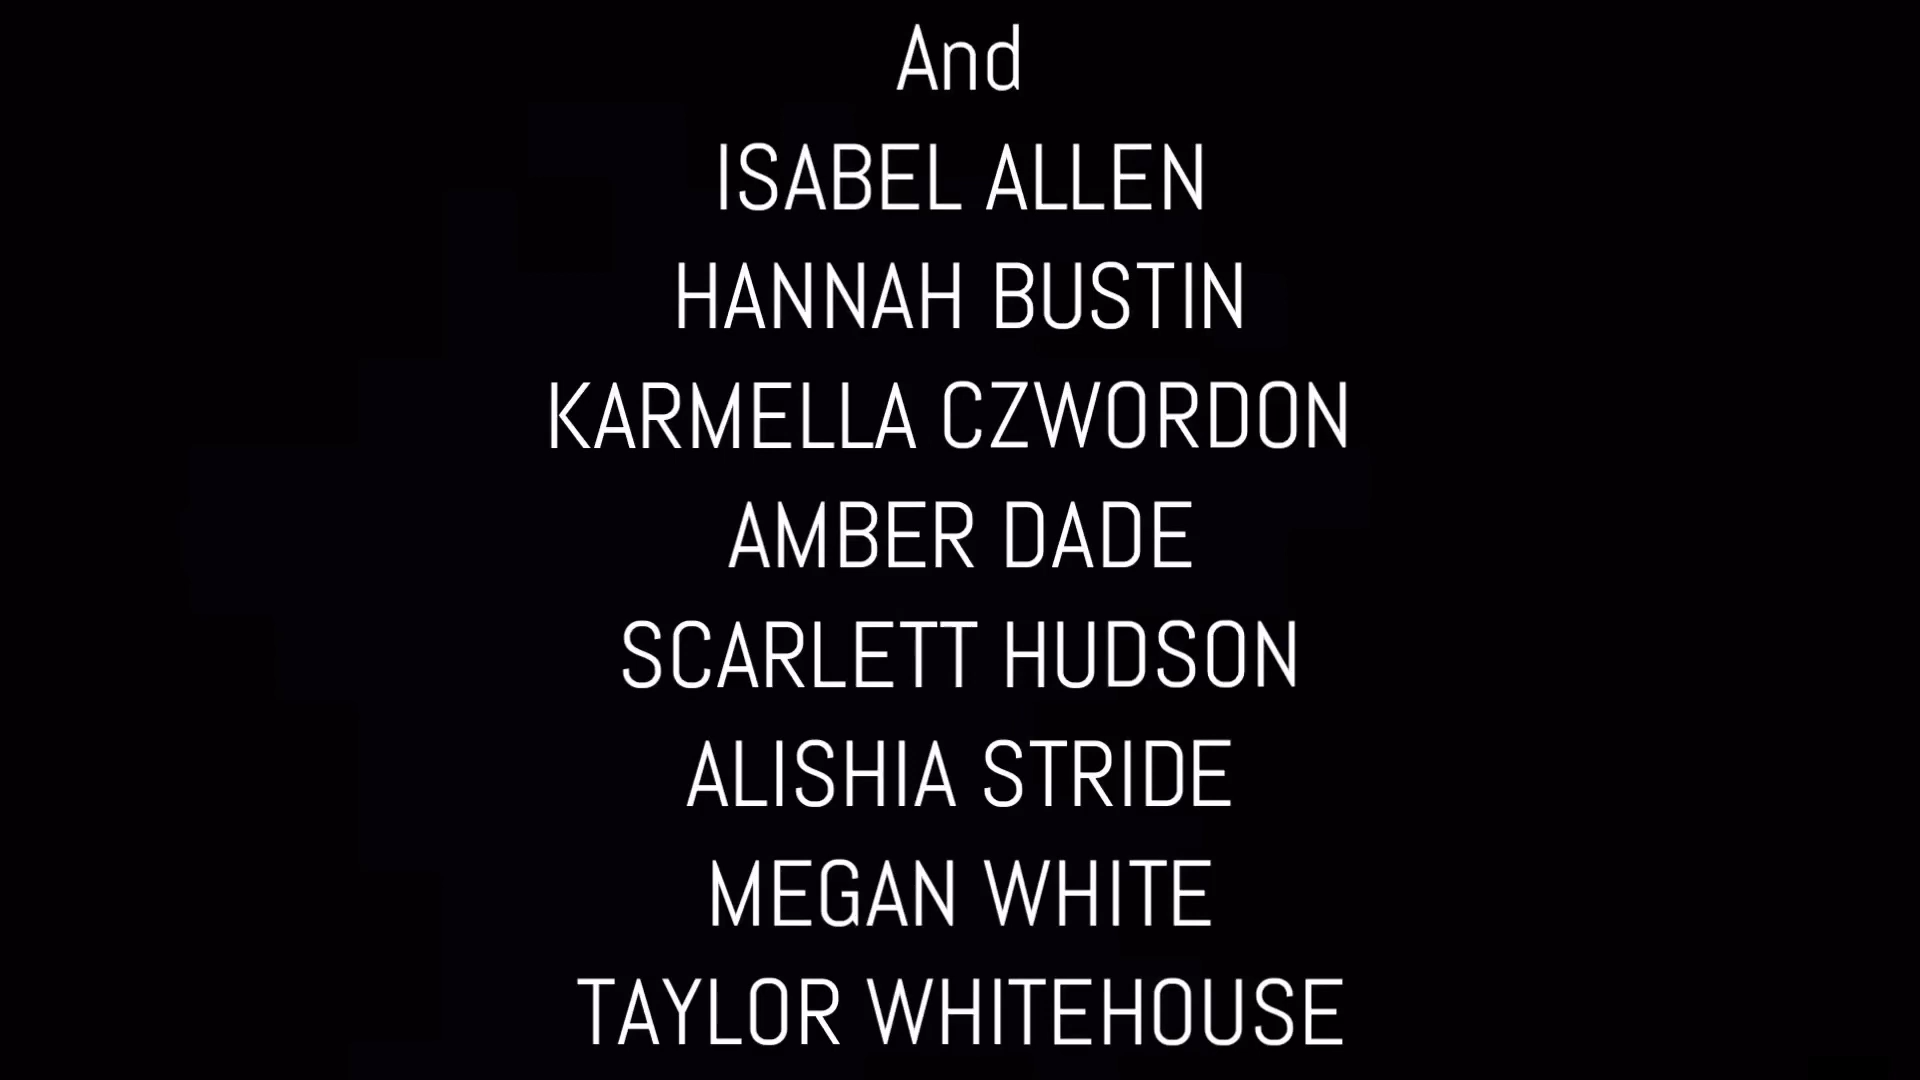 And
ISABEL ALLEN
HANNAH BUSTIN
KARMELLA CZWORDON
AMBER DADE
SCARLETT HUDSON
ALISHIA STRIDE
MEGAN WHITE
TAYLOR WHITEHOUSE